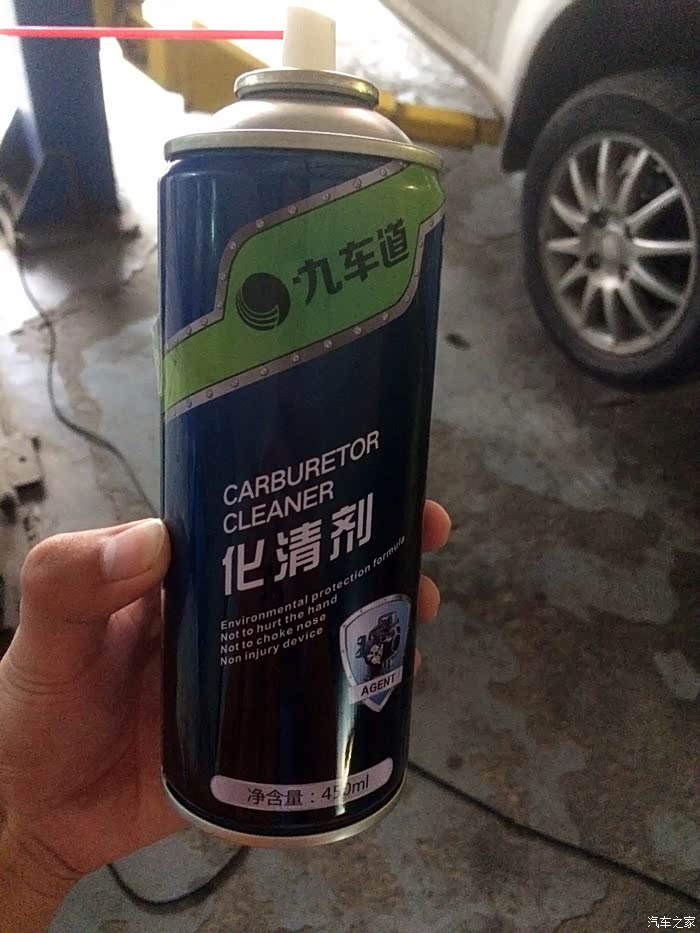 九车道
CARBURETOR
CLEANER
化清剂
Environmental protection formula
Not to hurt the hand
Not to choke nose
Non injury device
AGENT
净含量：450ml
汽车之家